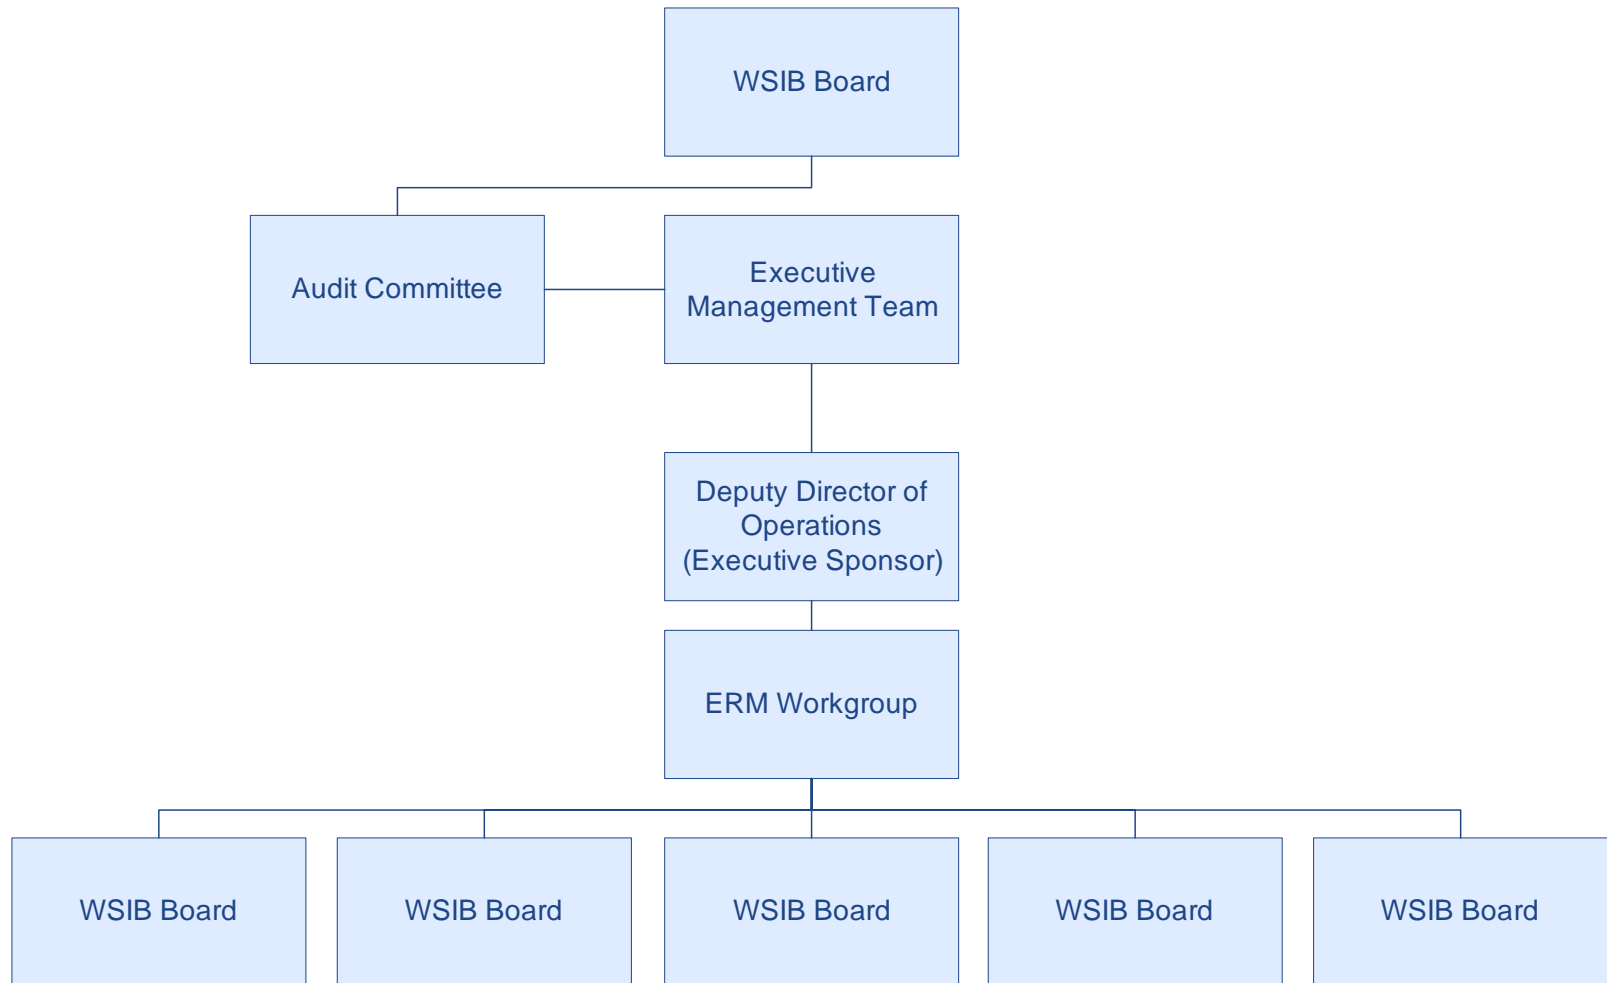 WSIB Board
Audit Committee
Executive
Management Team
Deputy Director of
Operations
(Executive Sponsor)
ERM Workgroup
WSIB Board
WSIB Board
WSIB Board
WSIB Board
WSIB Board